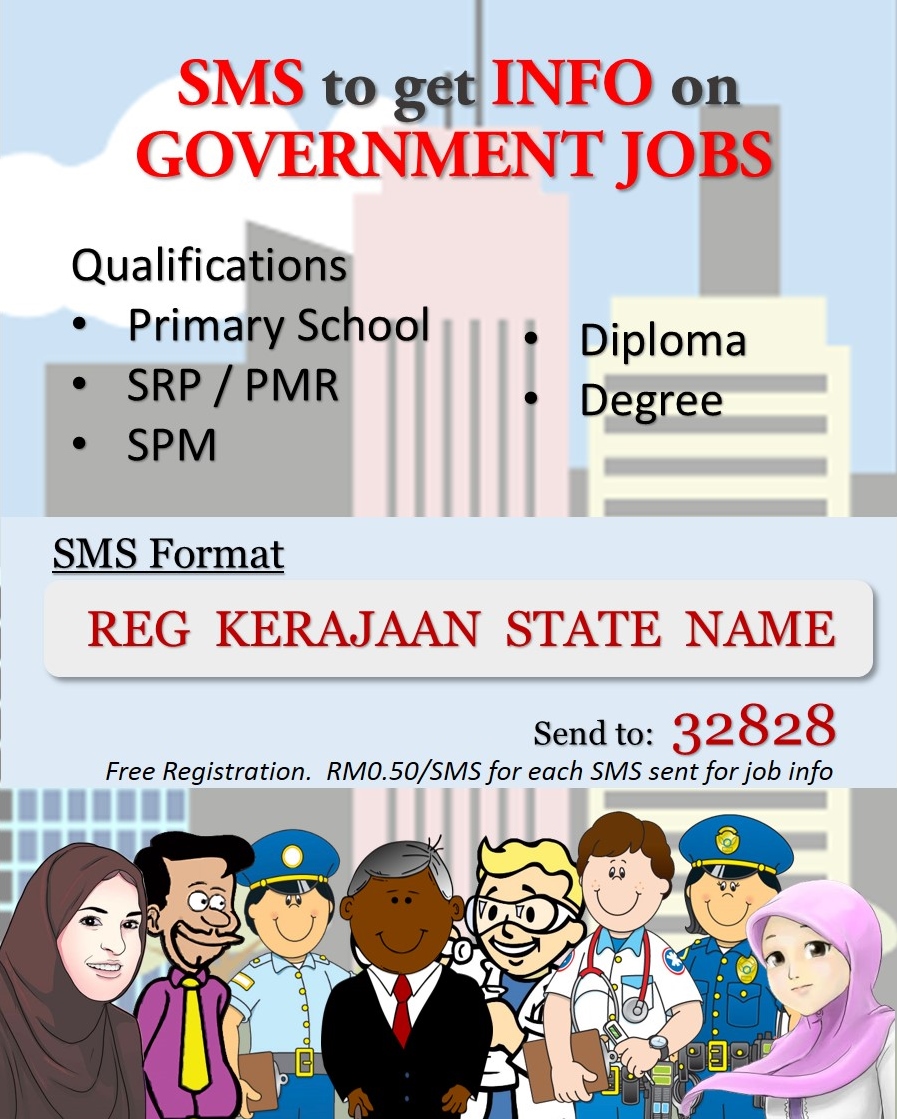 SMS to get INFO on
GOVERNMENT JOBS
Qualifications
• Primary School
• SRP / PMR
• SPM
• Diploma
• Degree
SMS Format
REG KERAJAAN STATE NAME
Send to: 32828
Free Registration. RM0.50/SMS for each SMS sent for job info